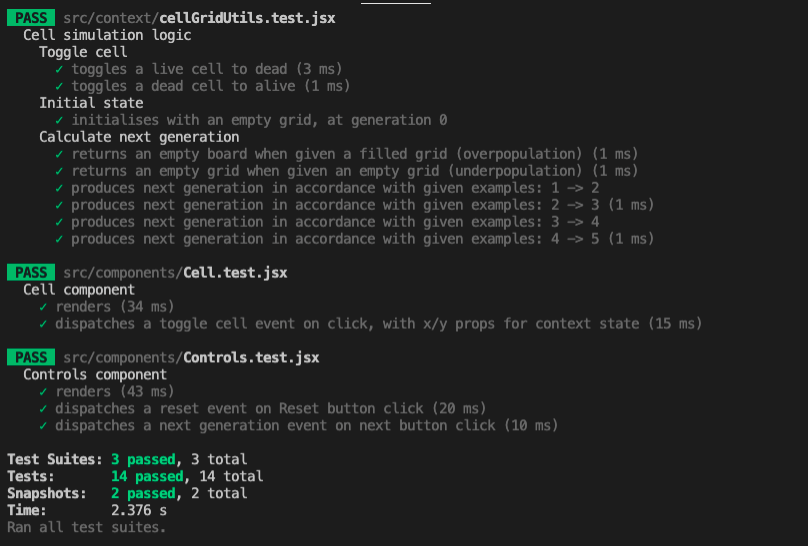 PASS src/context/cellGridUtils.test.jsx
Cell simulation logic
Toggle cell
✓ toggles a live cell to dead (3 ms)
✓ toggles a dead cell to alive (1 ms)
Initial state
✓ initialises with an empty grid, at generation 0
Calculate next generation
✓ returns an empty board when given a filled grid (overpopulation) (1 ms)
✓ returns an empty grid when given an empty grid (underpopulation) (1 ms)
✓ produces next generation in accordance with given examples: 1 -> 2
✓ produces next generation in accordance with given examples: 2 -> 3 (1 ms)
✓ produces next generation in accordance with given examples: 3 -> 4
✓ produces next generation in accordance with given examples: 4 -> 5 (1 ms)
PASS src/components/Cell.test.jsx
Cell component
✓ renders (34 ms)
✓ dispatches a toggle cell event on click, with x/y props for context state (15 ms)
PASS src/components/Controls.test.jsx
Controls component
✓ renders (43 ms)
✓ dispatches a reset event on Reset button click (20 ms)
✓ dispatches a next generation event on next button click (10 ms)
Test Suites: 3 passed, 3 total
Tests: 14 passed, 14 total
Snapshots: 2 passed, 2 total
Time: 2.376 s
Ran all test suites.